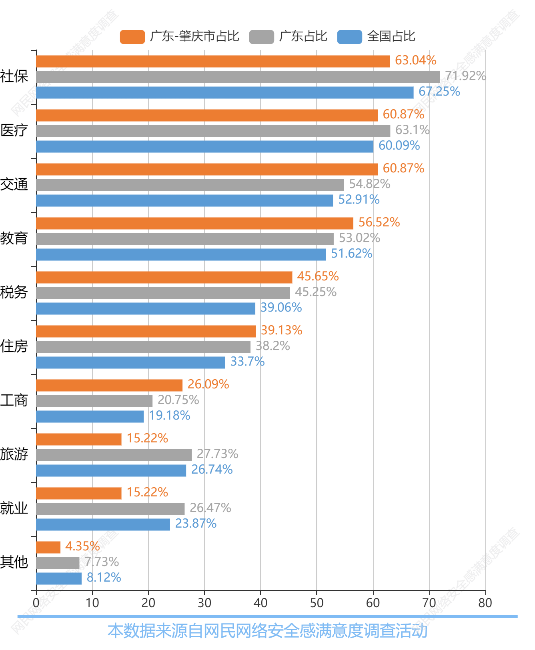 广东-肇庆市占比 广东占比 全国占比
社保
63.04%
71.92%
67.25%
医疗
60.87%
63.1%
60.09%
交通
60.87%
54.82%
52.91%
教育
56.52%
53.02%
51.62%
税务
45.65%
45.25%
39.06%
住房
39.13%
38.2%
33.7%
工商
26.09%
20.75%
19.18%
旅游
15.22%
27.73%
26.74%
就业
15.22%
26.47%
23.87%
其他
4.35%
7.73%
8.12%
0 10 20 30 40 50 60 70 80
本数据来源自网民网络安全感满意度调查活动